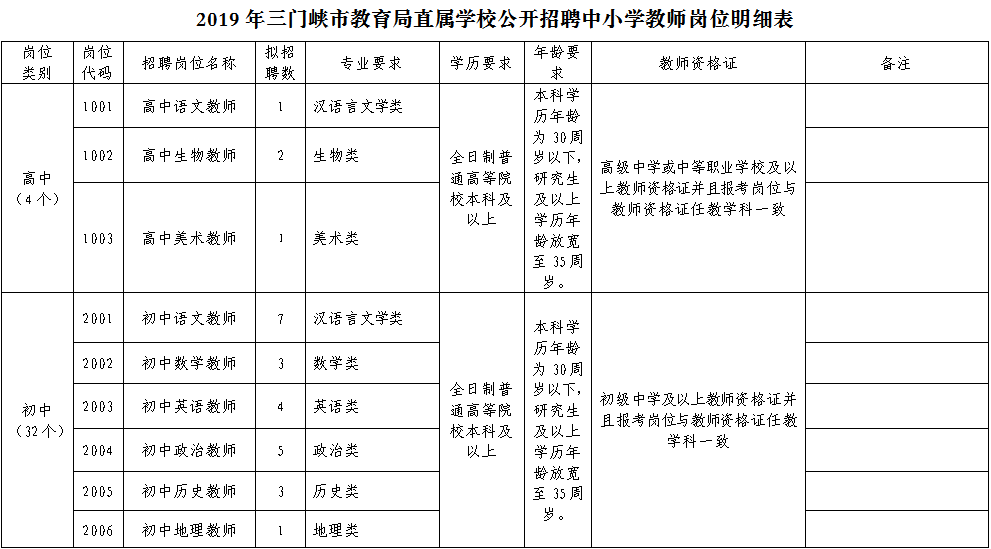 2019 年三门峡市教育局直属学校公开招聘中小学教师岗位明细表
岗位
类别
岗位
代码
招聘岗位名称
拟招
聘数
专业要求
学历要求
年龄要
求
教师资格证
备注
高中
（4个）
1001
高中语文教师
1
汉语言文学类
1002
高中生物教师
2
生物类
1003
高中美术教师
1
美术类
全日制普
通高等院
校本科及
以上
本科学
历年龄
为 30 周
岁以下，
研究生
及以上
学历年
龄放宽
至 35 周
岁。
高级中学或中等职业学校及以
上教师资格证并且报考岗位与
教师资格证任教学科一致
初中
（32个）
2001
初中语文教师
7
汉语言文学类
2002
初中数学教师
3
数学类
2003
初中英语教师
4
英语类
2004
初中政治教师
5
政治类
2005
初中历史教师
3
历史类
2006
初中地理教师
1
地理类
全日制普
通高等院
校本科及
以上
本科学
历年龄
为 30 周
岁以下，
研究生
及以上
学历年
龄放宽
至 35 周
岁。
初级中学及以上教师资格证并
且报考岗位与教师资格证任教
学科一致